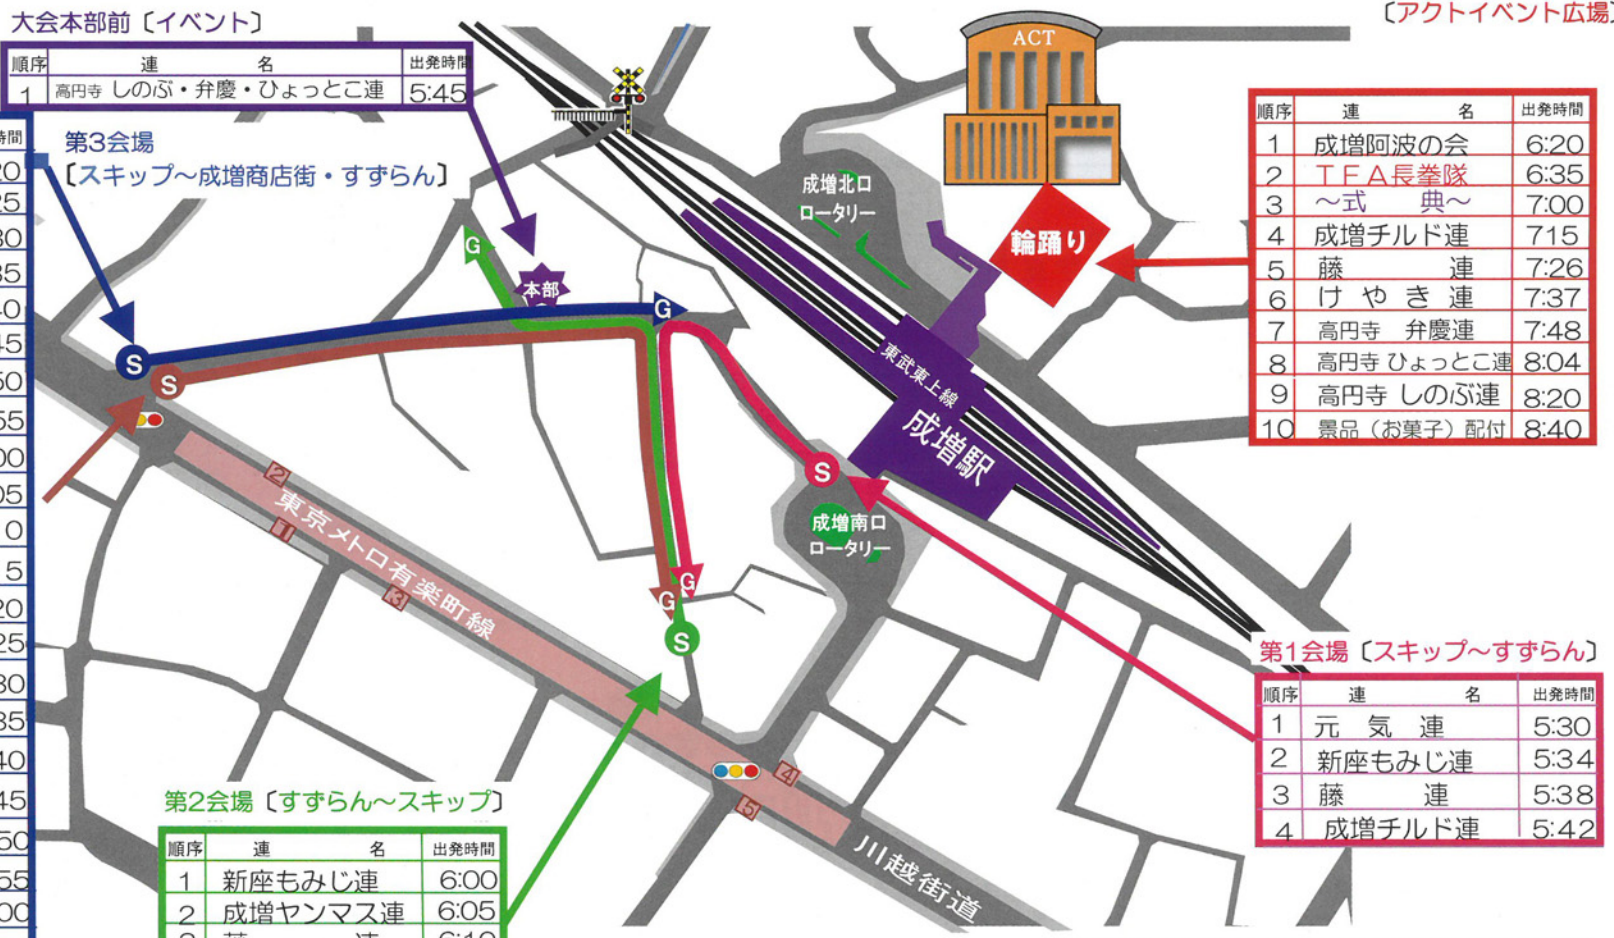 大会本部前〔イベント〕
順序 連 名 出発時間
1 高円寺 しのぶ・弁慶・ひょっとこ連 5:45
第3会場
〔スキップ〜成増商店街・すずらん〕
〔アクトイベント広場〕
順序 連 名 出発時間
1 成増阿波の会 6:20
2 TFA長拳隊 6:35
3 〜式 典〜 7:00
4 成増チルド連 715
5 藤 連 7:26
6 けやき連 7:37
7 高円寺 弁慶連 7:48
8 高円寺 ひょっとこ連 8:04
9 高円寺 しのぶ連 8:20
10 景品(お菓子)配付 8:40
ACT
成増北口
ロータリー
輪踊り
G
本部
G
S
S
東武東上線
成増駅
S
成増南口
ロータリー
2
東京メトロ有楽町線
1
3
G
G
S
4
5
川越街道
第1会場〔スキップ〜すずらん〕
順序 連 名 出発時間
1 元気連 5:30
2 新座もみじ連 5:34
3 藤 連 5:38
4 成増チルド連 5:42
第2会場〔すずらん〜スキップ〕
順序 連 名 出発時間
1 新座もみじ連 6:00
2 成増ヤンマス連 6:05